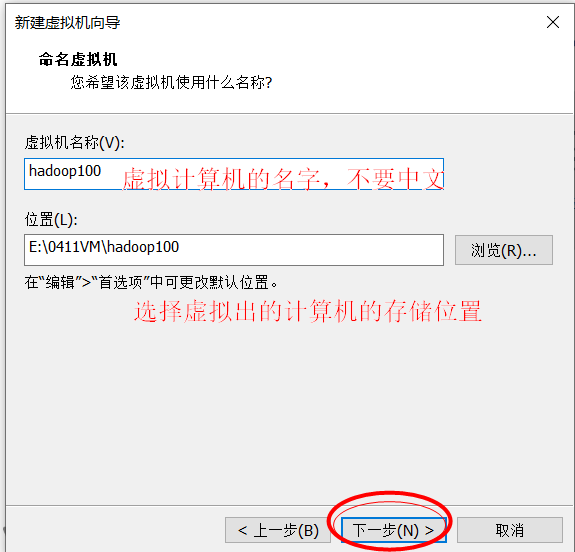 新建虚拟机向导
命名虚拟机
您希望该虚拟机使用什么名称?
虚拟机名称(V):
hadoop100 虚拟计算机的名字，不要中文
位置(L):
E:\0411VM\hadoop100 浏览(R)...
在“编辑”>“首选项”中可更改默认位置。
选择虚拟出的计算机的存储位置
< 上一步(B) 下一步(N) > 取消